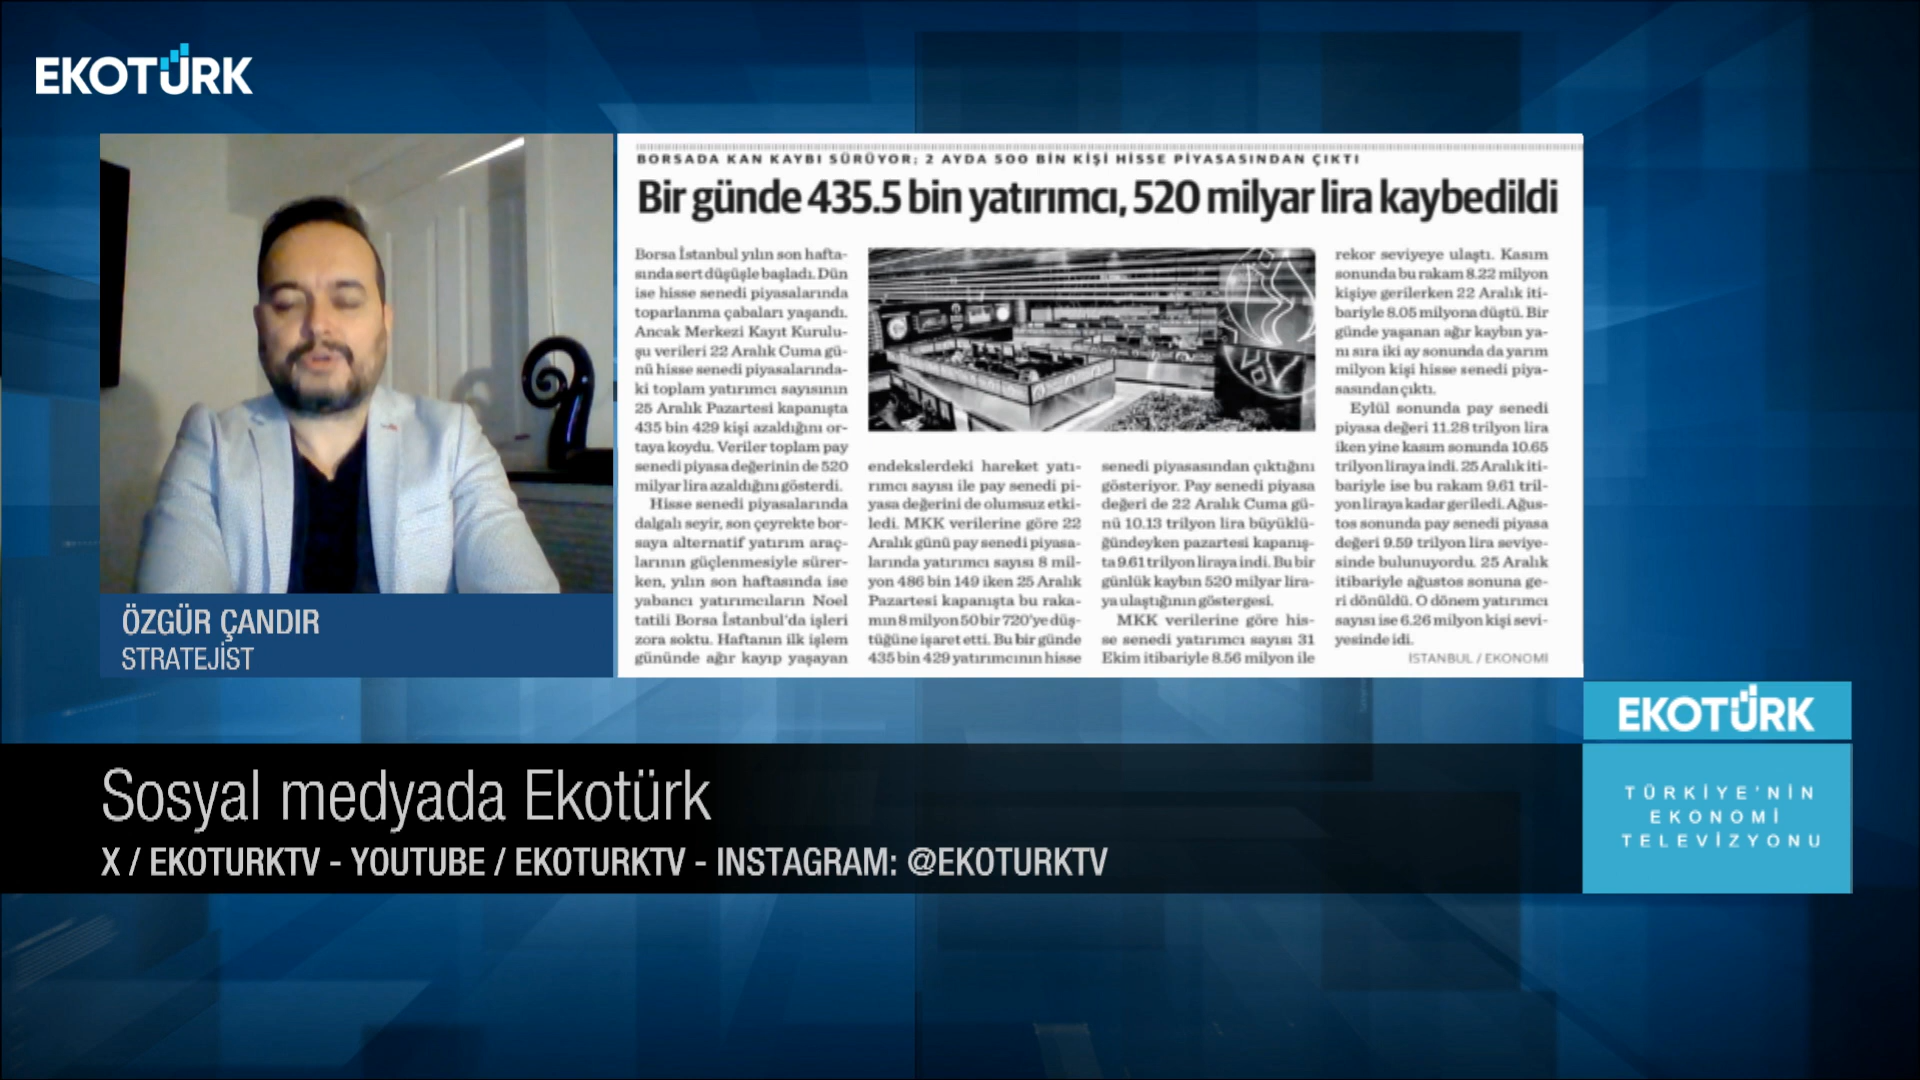 EKOTÜRK
BORSADA KAN KAYBI SÜRÜYOR; 2 AYDA 500 BİN KİŞİ HİSSE PİYASASINDAN ÇIKTI
Bir günde 435.5 bin yatırımcı, 520 milyar lira kaybedildi
Borsa İstanbul yılın son hafta-
sında sert düşüşle başladı. Dün
ise hisse senedi piyasalarında
toparlanma çabaları yaşandı.
Ancak Merkezi Kayıt Kurulu-
şu verileri 22 Aralık Cuma gü-
nü hisse senedi piyasalarında-
ki toplam yatırımcı sayısının
25 Aralık Pazartesi kapanışta
435 bin 429 kişi azaldığını or-
taya koydu. Veriler toplam pay
senedi piyasa değerinin de 520
milyar lira azaldığını gösterdi.
Hisse senedi piyasalarında
dalgalı seyir, son çeyrekte bor-
saya alternatif yatırım araç-
larının güçlenmesiyle sürer-
ken, yılın son haftasında ise
yabancı yatırımcıların Noel
tatili Borsa İstanbul'da işleri
zora soktu. Haftanın ilk işlem
gününde ağır kayıp yaşayan
endekslerdeki hareket yatı-
rımcı sayısı ile pay senedi pi-
yasa değerini de olumsuz etki-
ledi. MKK verilerine göre 22
Aralık günü pay senedi piyasa-
larında yatırımcı sayısı 8 mil-
yon 486 bin 149 iken 25 Aralık
Pazartesi kapanışta bu raka-
mın 8 milyon 50 bir 720'ye düş-
tüğüne işaret etti. Bu bir günde
435 bin 429 yatırımcının hisse
senedi piyasasından çıktığını
gösteriyor. Pay senedi piyasa
değeri de 22 Aralık Cuma gü-
nü 10.13 trilyon lira büyüklü-
ğündeyken pazartesi kapanış-
ta 9.61 trilyon liraya indi. Bu bir
günlük kaybın 520 milyar lira-
ya ulaştığının göstergesi.
MKK verilerine göre his-
se senedi yatırımcı sayısı 31
Ekim itibariyle 8.56 milyon ile
rekor seviyeye ulaştı. Kasım
sonunda bu rakam 8.22 milyon
kişiye gerilerken 22 Aralık iti-
bariyle 8.05 milyona düştü. Bir
günde yaşanan ağır kaybın ya-
nı sıra iki ay sonunda da yarım
milyon kişi hisse senedi piya-
sasından çıktı.
Eylül sonunda pay senedi
piyasa değeri 11.28 trilyon lira
iken yine kasım sonunda 10.65
trilyon liraya indi. 25 Aralık iti-
bariyle ise bu rakam 9.61 tril-
yon liraya kadar geriledi. Ağus-
tos sonunda pay senedi piyasa
değeri 9.59 trilyon lira seviye-
sinde bulunuyordu. 25 Aralık
itibariyle ağustos sonuna ge-
ri dönüldü. O dönem yatırımcı
sayısı ise 6.26 milyon kişi sevi-
yesinde idi.
İSTANBUL / EKONOMİ
ÖZGÜR ÇANDIR
STRATEJİST
EKOTÜRK
TÜRKİYE'NİN
EKONOMİ
TELEVİZYONU
Sosyal medyada Ekotürk
X / EKOTURKTV - YOUTUBE / EKOTURKTV - INSTAGRAM: @EKOTURKTV